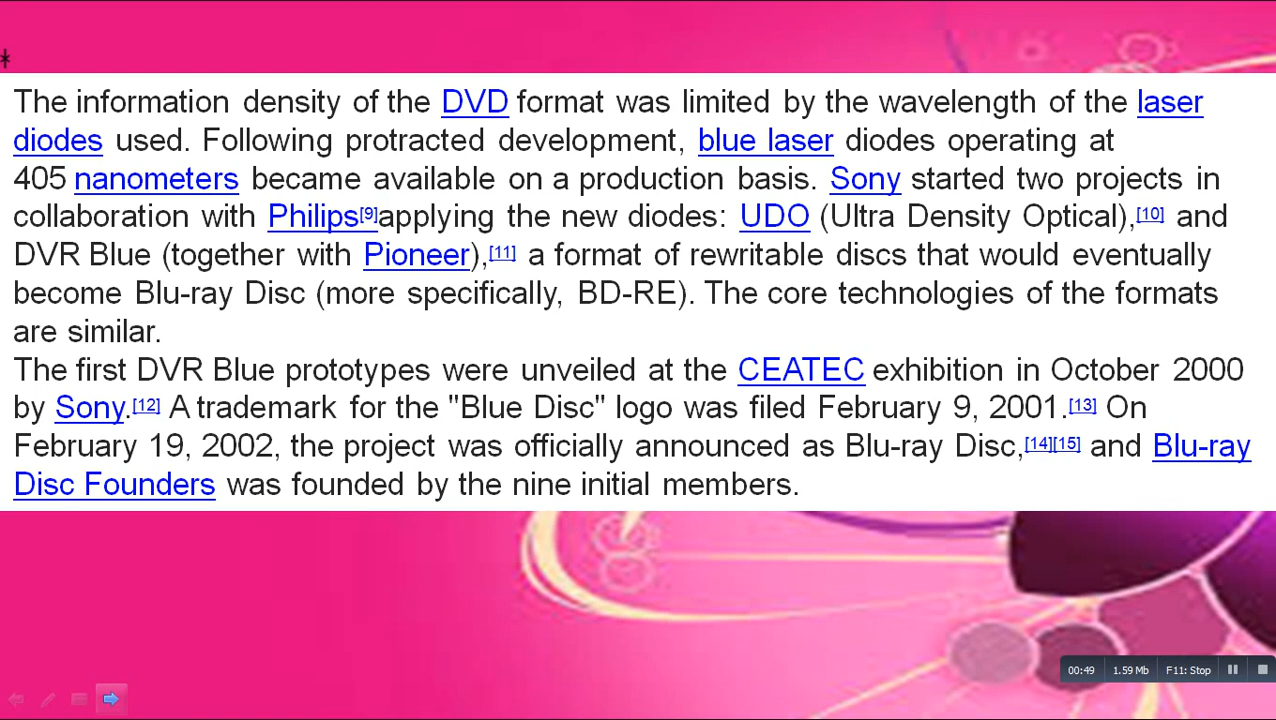 *
The information density of the DVD format was limited by the wavelength of the laser
diodes used. Following protracted development, blue laser diodes operating at
405 nanometers became available on a production basis. Sony started two projects in
collaboration with Philips[9]applying the new diodes: UDO (Ultra Density Optical),[10] and
DVR Blue (together with Pioneer),[11] a format of rewritable discs that would eventually
become Blu-ray Disc (more specifically, BD-RE). The core technologies of the formats
are similar.
The first DVR Blue prototypes were unveiled at the CEATEC exhibition in October 2000
by Sony.[12] A trademark for the "Blue Disc" logo was filed February 9, 2001.[13] On
February 19, 2002, the project was officially announced as Blu-ray Disc,[14][15] and Blu-ray
Disc Founders was founded by the nine initial members.
00:49 1.59 Mb F11: Stop